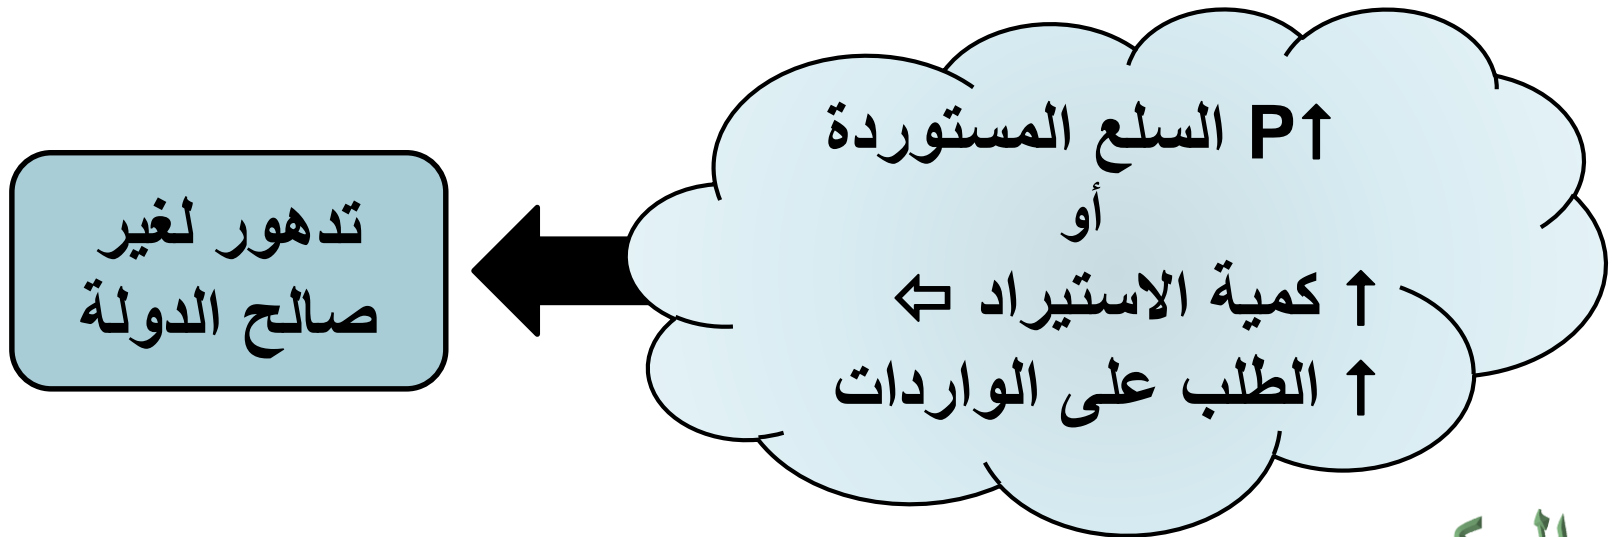 ↑P السلع المستوردة
أو
↑ كمية الاستيراد ⇦
↑ الطلب على الواردات
تدهور لغير
صالح الدولة